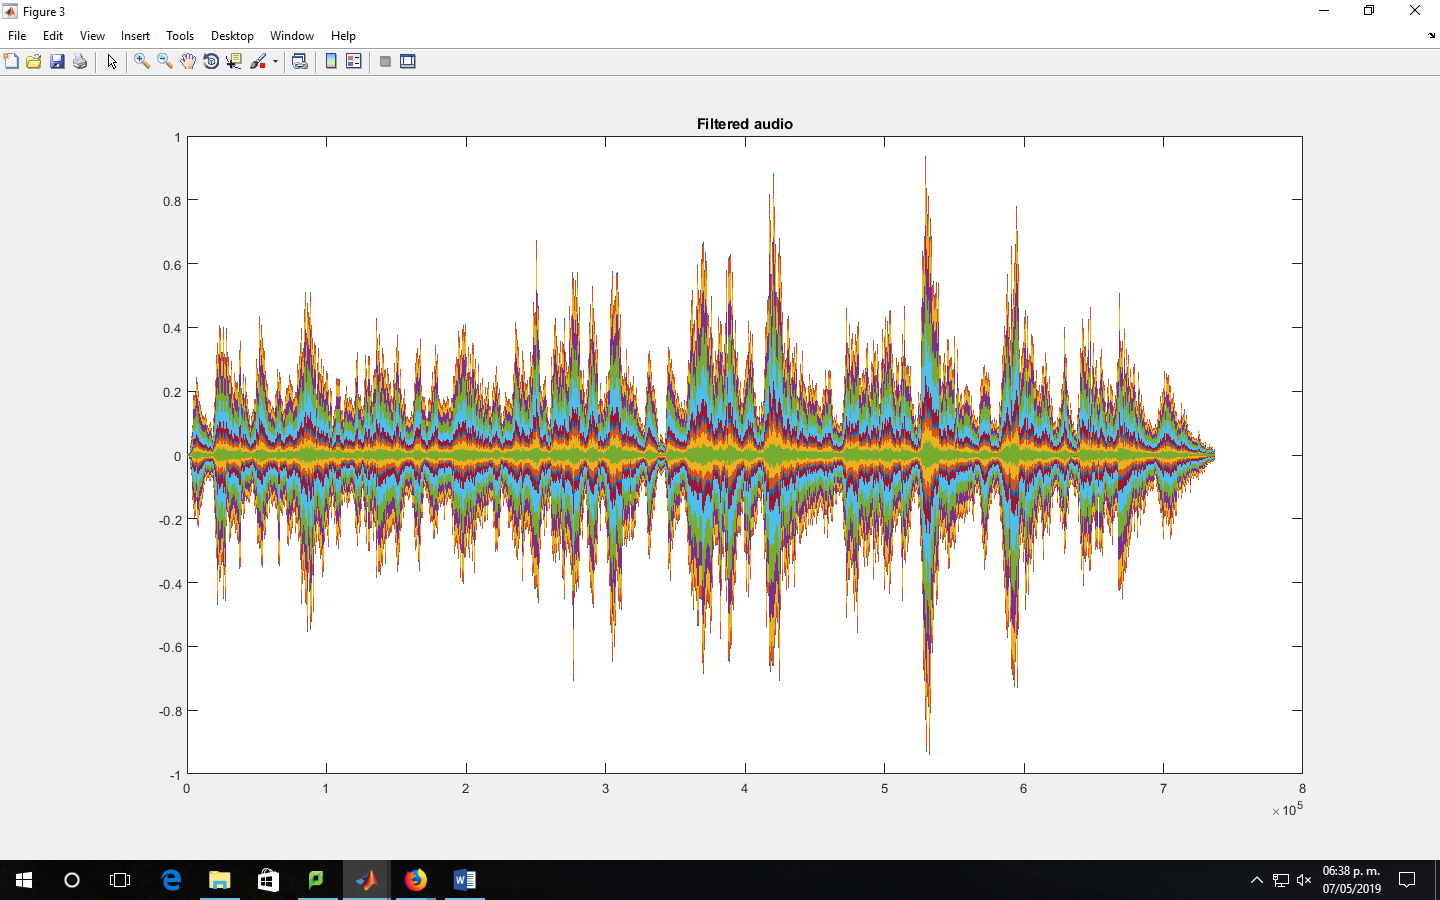 Figure 3
File Edit View Insert Tools Desktop Window Help
Filtered audio
1
0.8
0.6
0.4
0.2
0
-0.2
-0.4
-0.6
-0.8
-1
0 1 2 3 4 5 6 7 8
×10^5
06:38 p. m.
07/05/2019